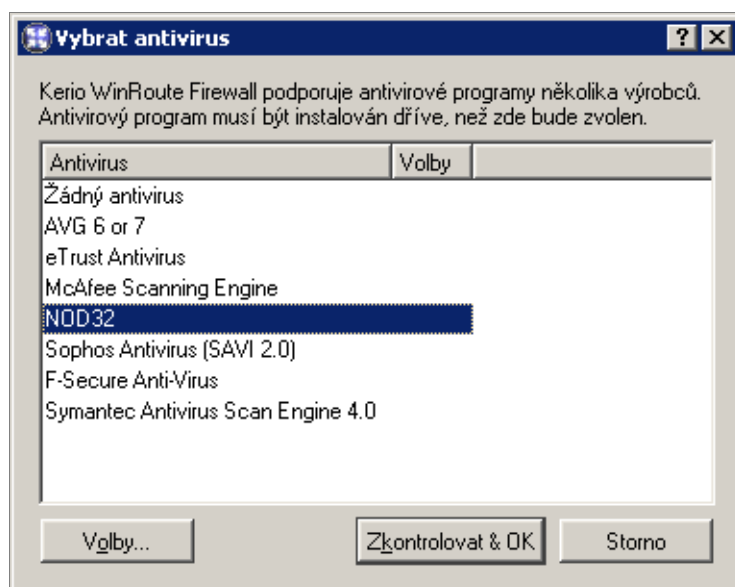 Vybrat antivirus
Kerio WinRoute Firewall podporuje antivirové programy několika výrobců.
Antivirový program musí být instalován dříve, než zde bude zvolen.
Antivirus Volby
Žádný antivirus
AVG 6 or 7
eTrust Antivirus
McAfee Scanning Engine
NOD32
Sophos Antivirus (SAVI 2.0)
F-Secure Anti-Virus
Symantec Antivirus Scan Engine 4.0
Volby... Zkontrolovat & OK Storno